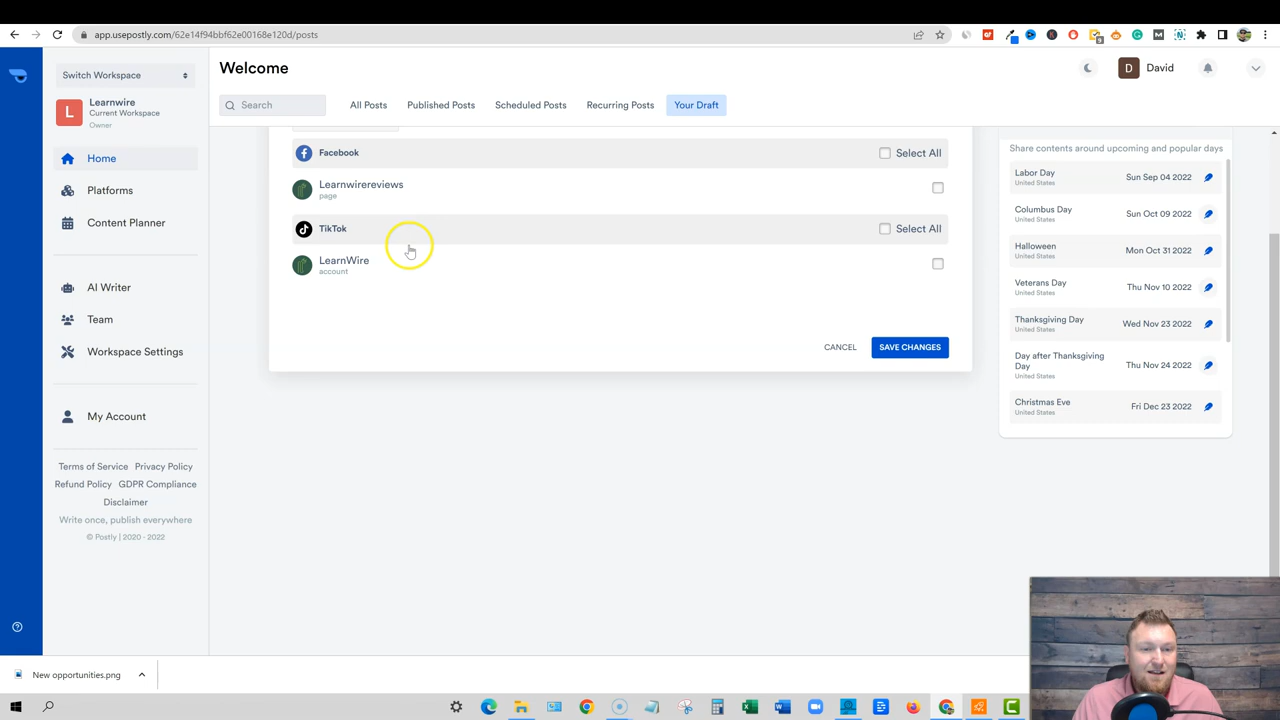 app.usepostly.com/62e14f94bbf62e00168e120d/posts
Switch Workspace
L
Learnwire
Current Workspace
Owner
Home
Platforms
Content Planner
AI Writer
Team
Workspace Settings
My Account
Terms of Service Privacy Policy
Refund Policy GDPR Compliance
Disclaimer
Write once, publish everywhere
© Postly | 2020 - 2022
Welcome
D David
Search
All Posts
Published Posts
Scheduled Posts
Recurring Posts
Your Draft
Facebook
Select All
Learnwirereviews
page
TikTok
Select All
LearnWire
account
CANCEL
SAVE CHANGES
Share contents around upcoming and popular days
Labor Day
United States
Sun Sep 04 2022
Columbus Day
United States
Sun Oct 09 2022
Halloween
United States
Mon Oct 31 2022
Veterans Day
United States
Thu Nov 10 2022
Thanksgiving Day
United States
Wed Nov 23 2022
Day after Thanksgiving
Day
United States
Thu Nov 24 2022
Christmas Eve
United States
Fri Dec 23 2022
New opportunities.png